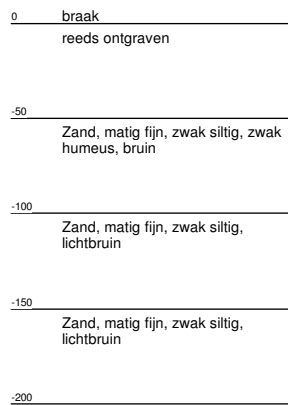 0 braak
reeds ontgraven
-50
Zand, matig fijn, zwak siltig, zwak
humeus, bruin
-100
Zand, matig fijn, zwak siltig,
lichtbruin
-150
Zand, matig fijn, zwak siltig,
lichtbruin
-200